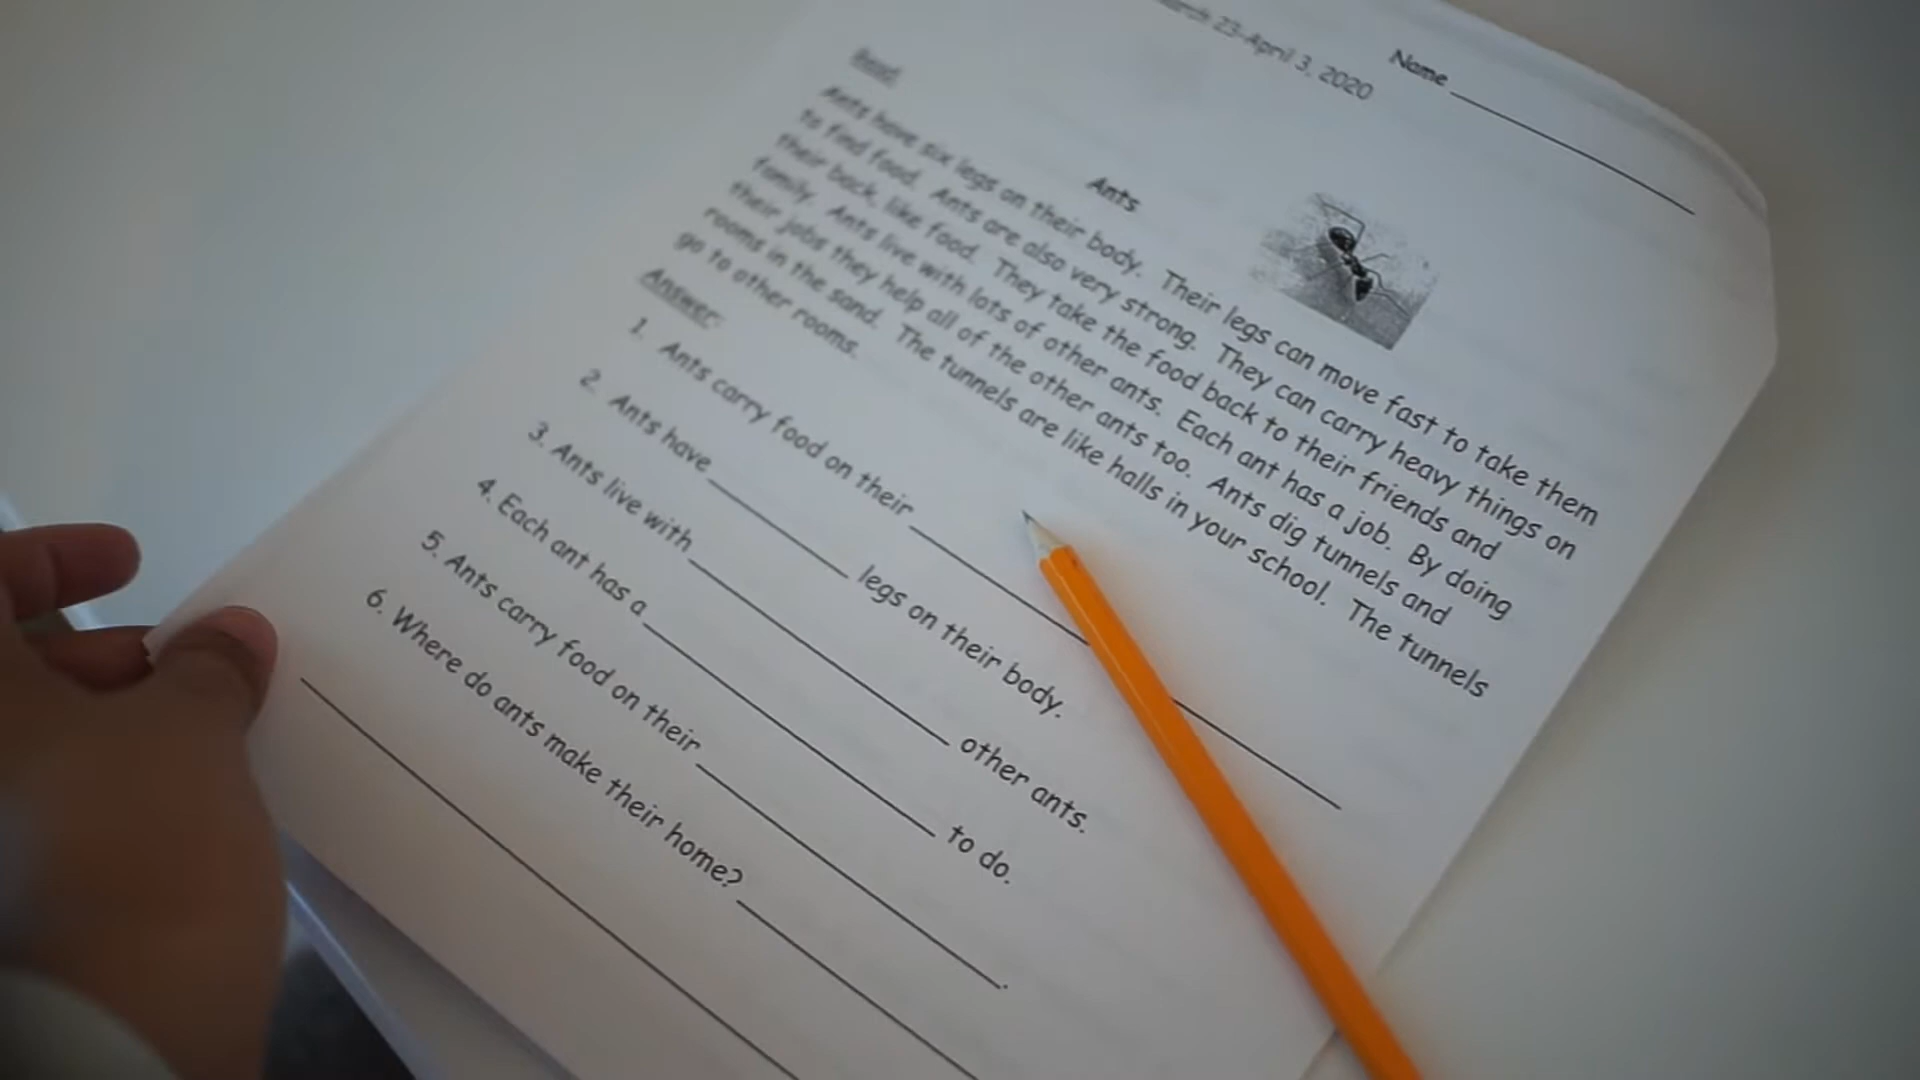 March 23-April 3, 2020
Name
Read
Ants
Ants have six legs on their body. Their legs can move fast to take them
to find food. Ants are also very strong. They can carry heavy things on
their back, like food. They take the food back to their friends and
family. Ants live with lots of other ants. Each ant has a job. By doing
their jobs they help all of the other ants too. Ants dig tunnels and
rooms in the sand. The tunnels are like halls in your school. The tunnels
go to other rooms.
Answer:
1. Ants carry food on their
2. Ants have ____ legs on their body.
3. Ants live with ____ other ants.
4. Each ant has a ____ to do.
5. Ants carry food on their ____.
6. Where do ants make their home?